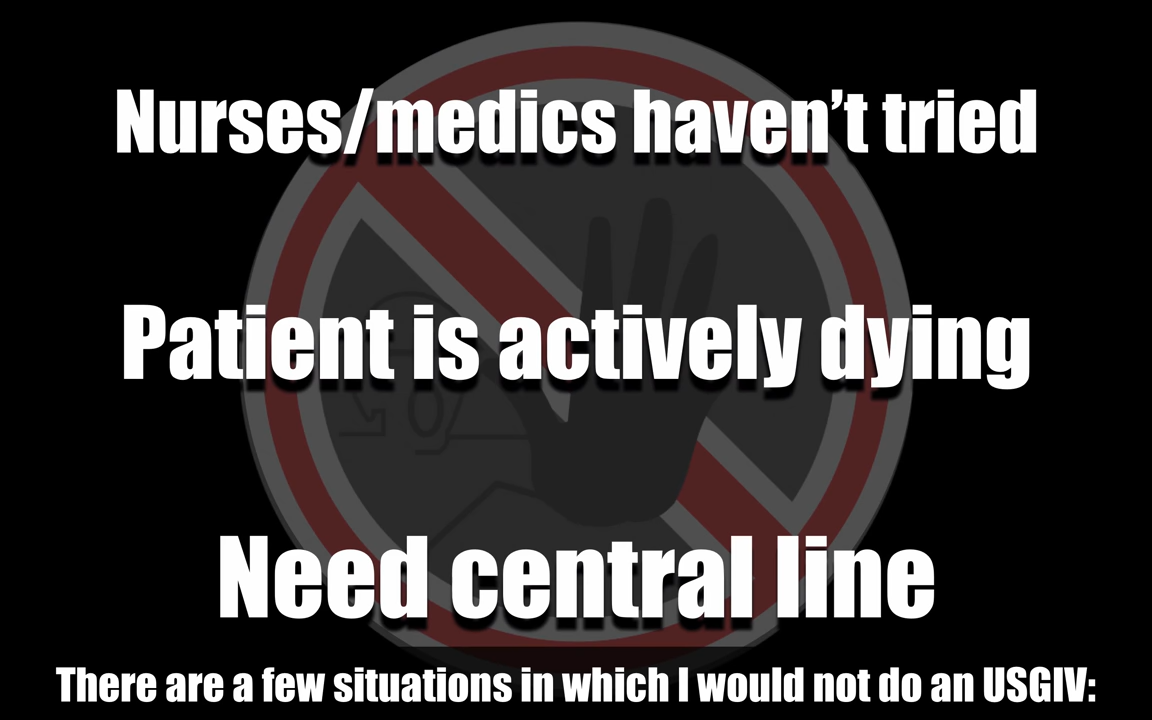 Nurses/medics haven’t tried
Patient is actively dying
Need central line
There are a few situations in which I would not do an USGIV: